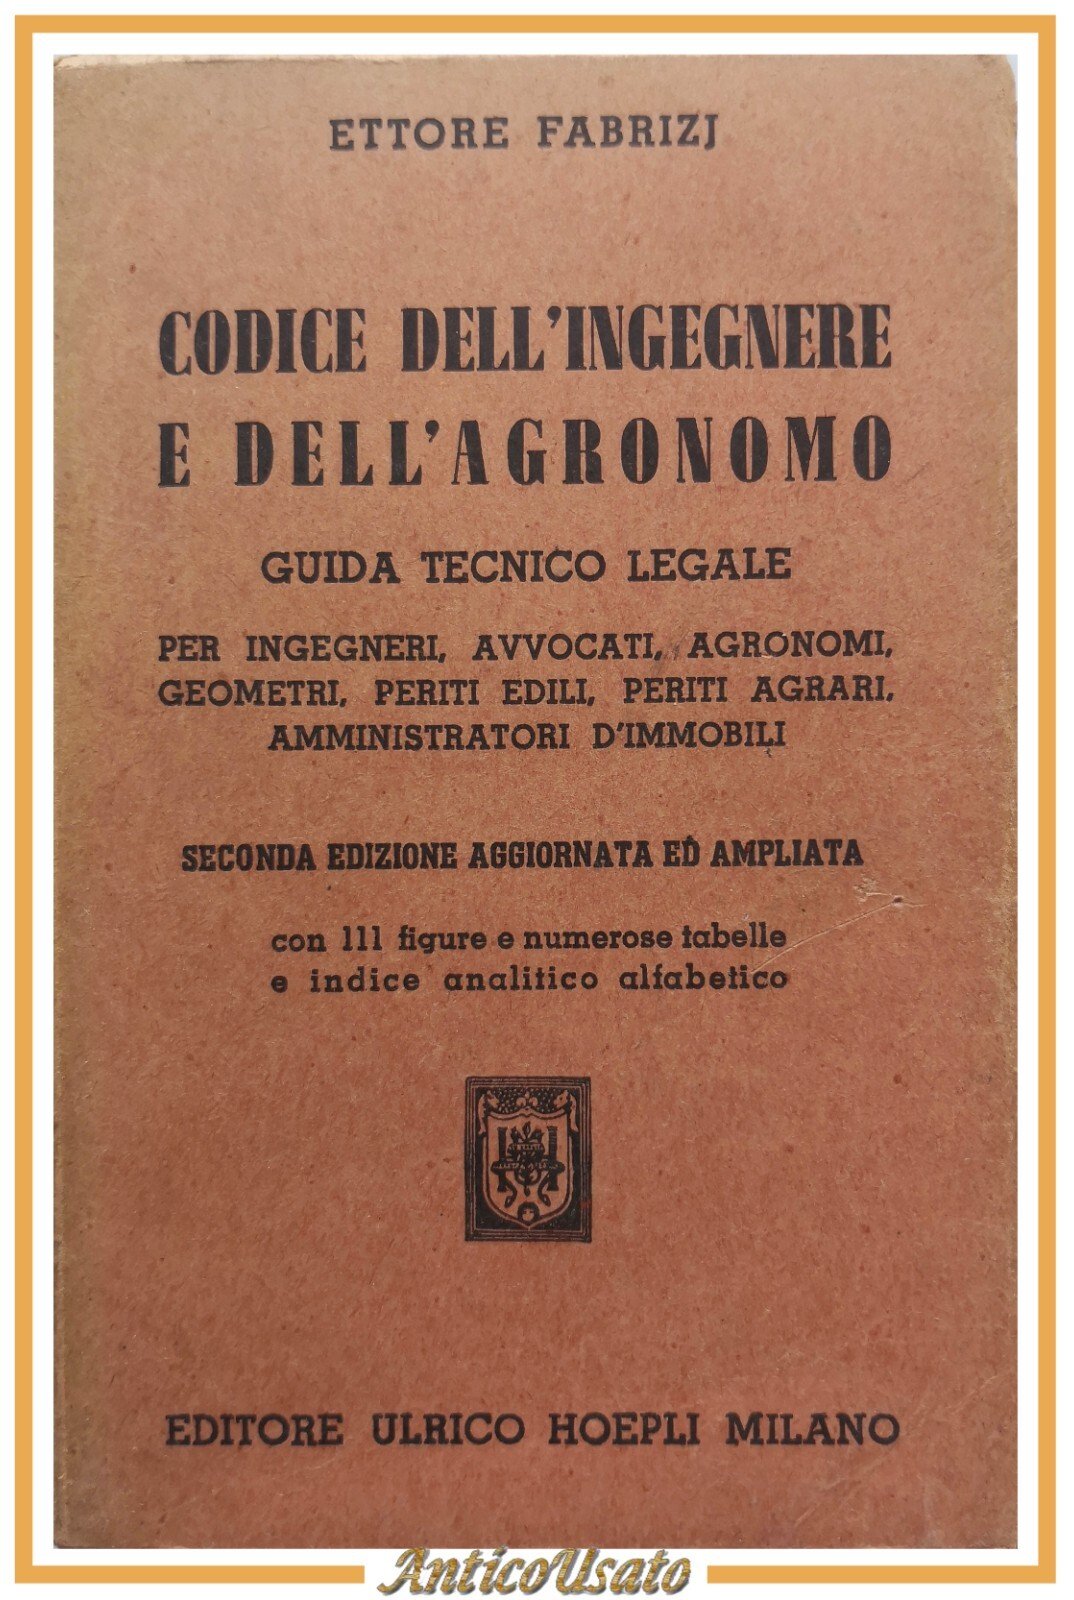 ETTORE FABRIZJ
CODICE DELL'INGEGNERE
E DELL'AGRONOMO
GUIDA TECNICO LEGALE
PER INGEGNERI, AVVOCATI, AGRONOMI,
GEOMETRI, PERITI EDILI, PERITI AGRARI,
AMMINISTRATORI D'IMMOBILI
SECONDA EDIZIONE AGGIORNATA ED AMPLIATA
con 111 figure e numerose tabelle
e indice analitico alfabetico
EDITORE ULRICO HOEPLI MILANO
AnticoUsato